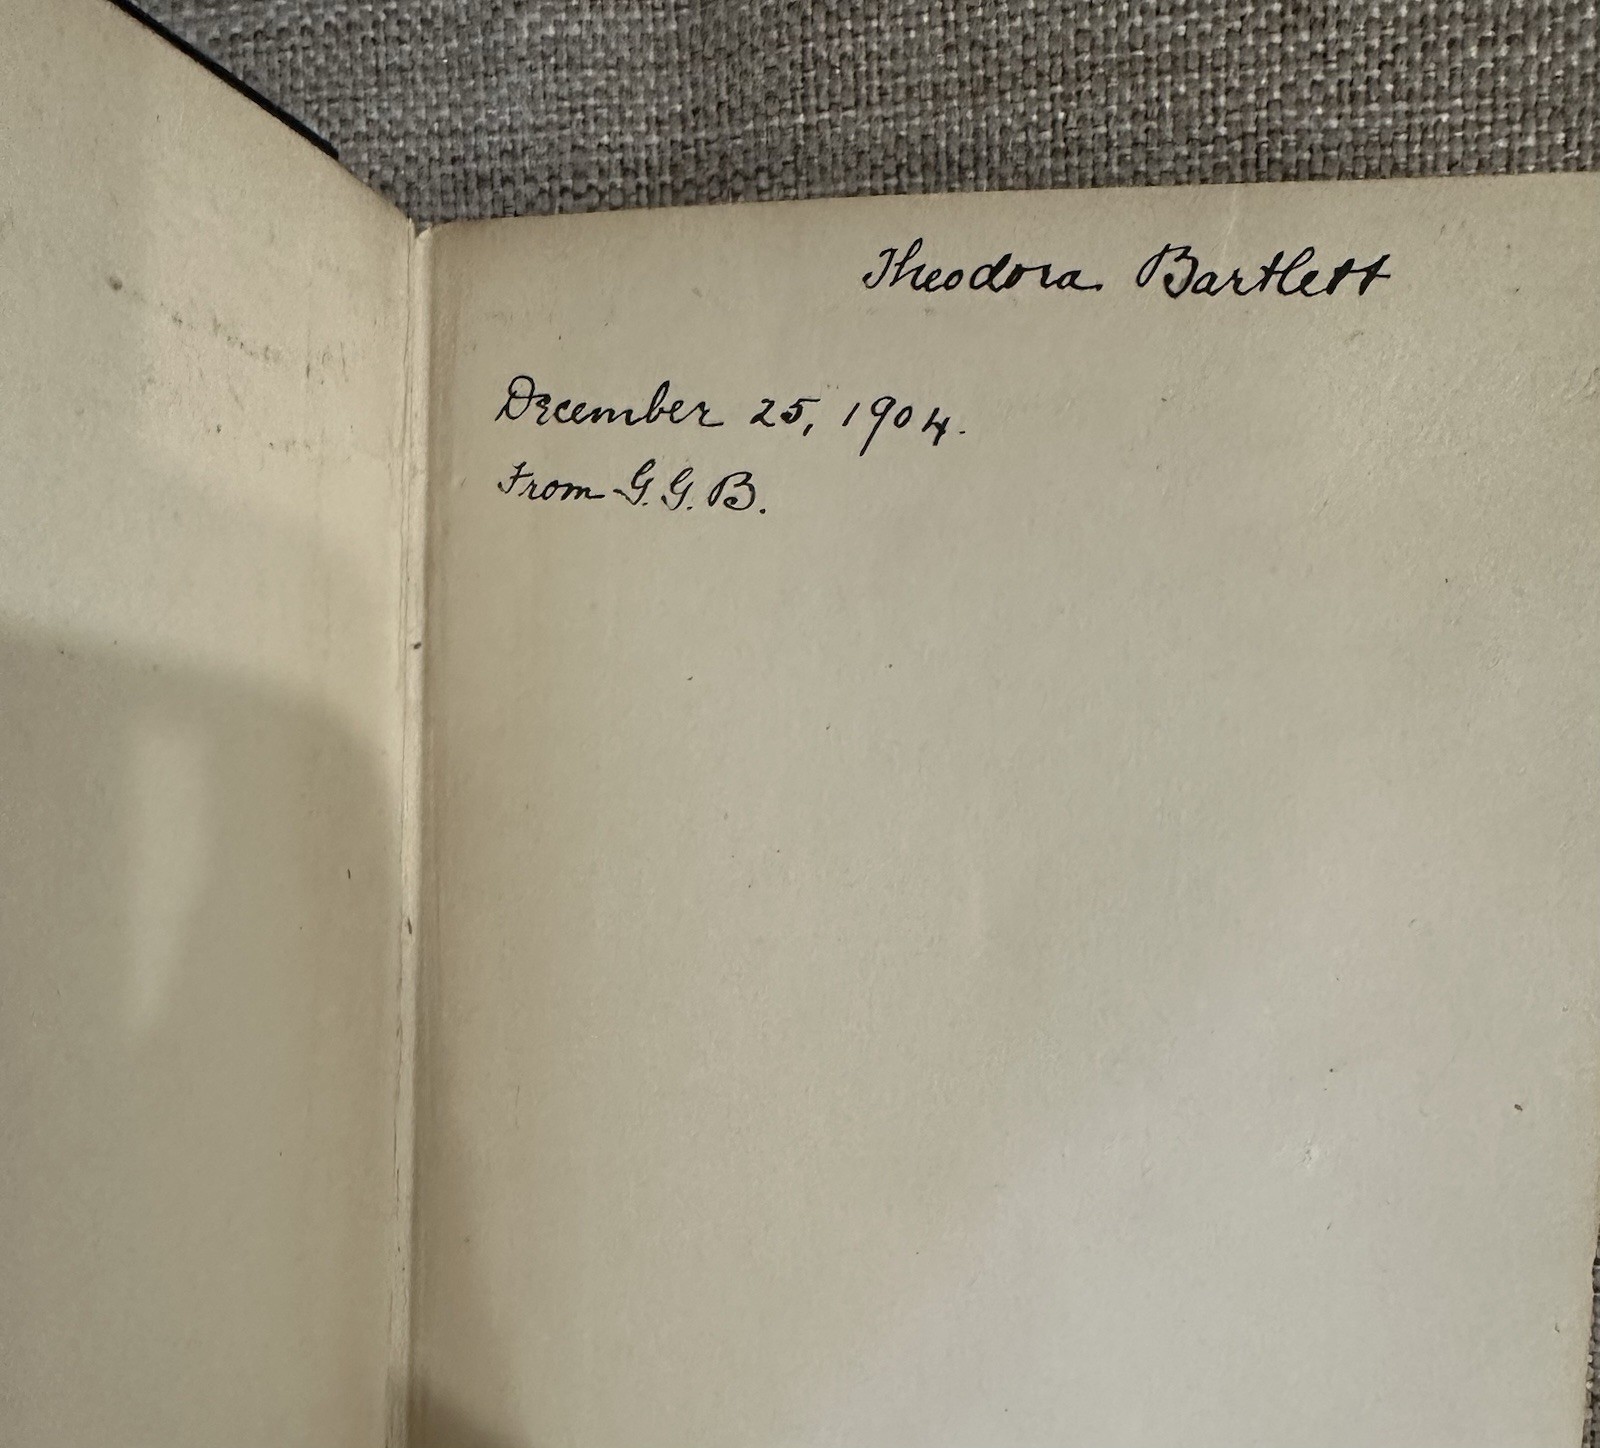 Theodora Bartlett
December 25, 1904.
From G. G. B.